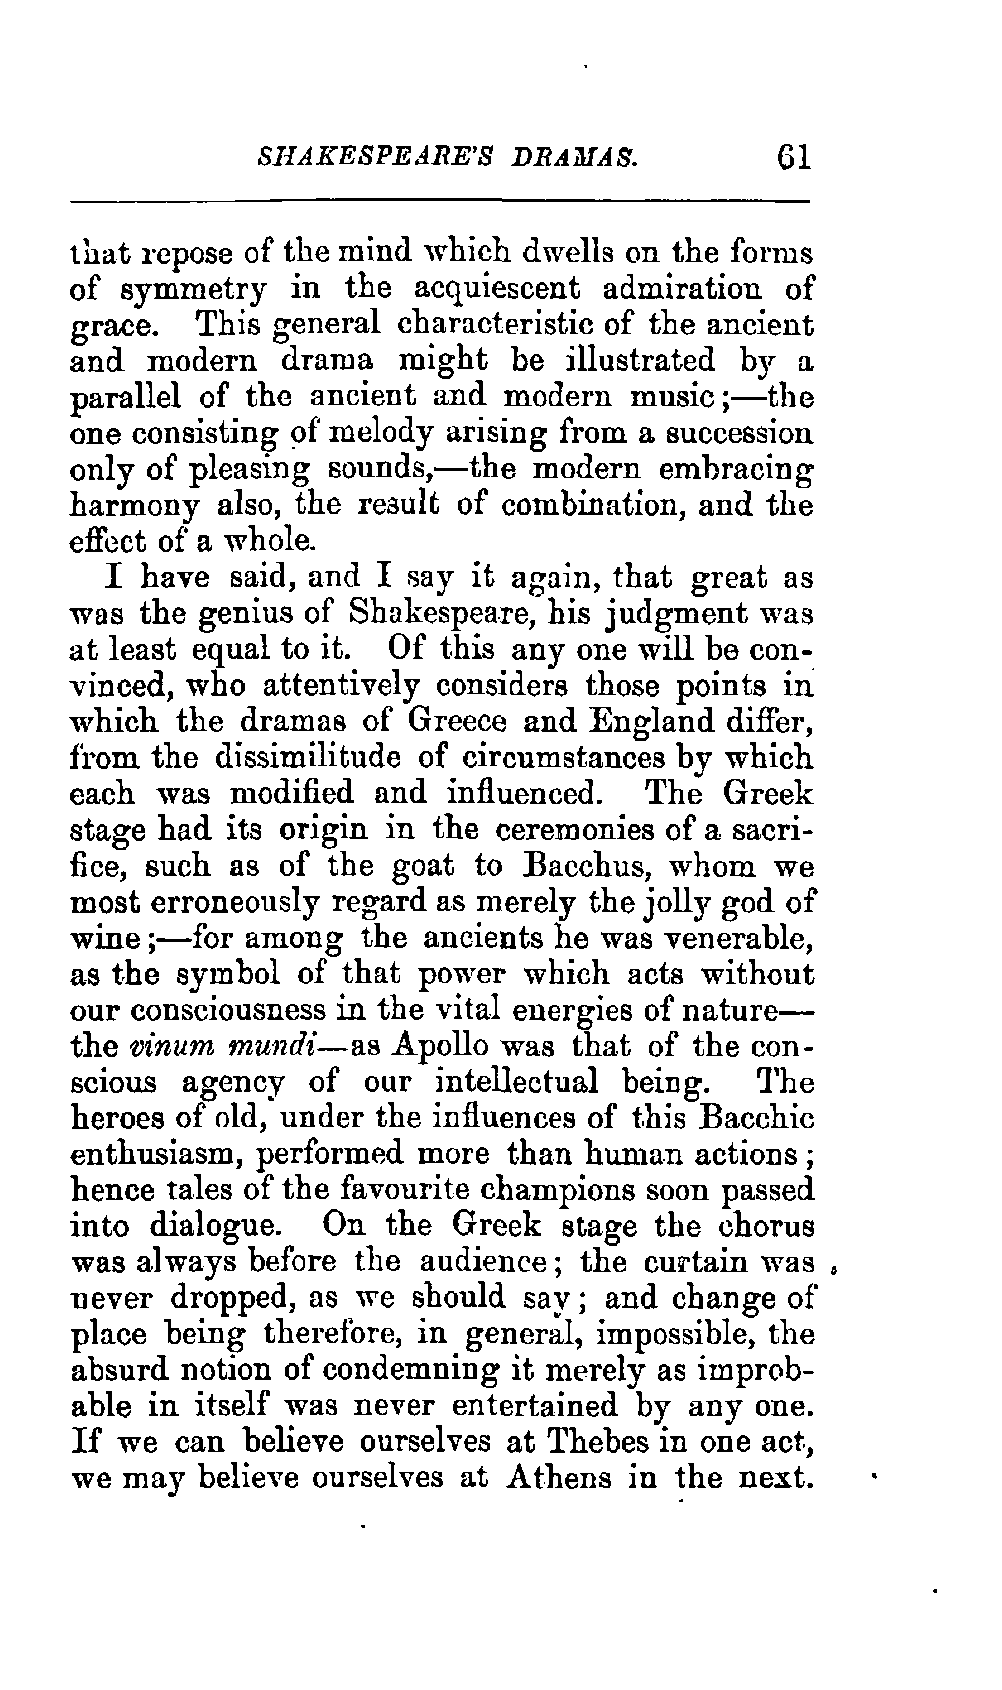 SHAKESPEARE'S DRAMAS. 61
that repose of the mind which dwells on the forms
of symmetry in the acquiescent admiration of
grace. This general characteristic of the ancient
and modern drama might be illustrated by a
parallel of the ancient and modern music;—the
one consisting of melody arising from a succession
only of pleasing sounds,—the modern embracing
harmony also, the result of combination, and the
effect of a whole.
I have said, and I say it again, that great as
was the genius of Shakespeare, his judgment was
at least equal to it. Of this any one will be con-
vinced, who attentively considers those points in
which the dramas of Greece and England differ,
from the dissimilitude of circumstances by which
each was modified and influenced. The Greek
stage had its origin in the ceremonies of a sacri-
fice, such as of the goat to Bacchus, whom we
most erroneously regard as merely the jolly god of
wine;—for among the ancients he was venerable,
as the symbol of that power which acts without
our consciousness in the vital energies of nature—
the vinum mundi—as Apollo was that of the con-
scious agency of our intellectual being. The
heroes of old, under the influences of this Bacchic
enthusiasm, performed more than human actions;
hence tales of the favourite champions soon passed
into dialogue. On the Greek stage the chorus
was always before the audience; the curtain was
never dropped, as we should say; and change of
place being therefore, in general, impossible, the
absurd notion of condemning it merely as improb-
able in itself was never entertained by any one.
If we can believe ourselves at Thebes in one act,
we may believe ourselves at Athens in the next.